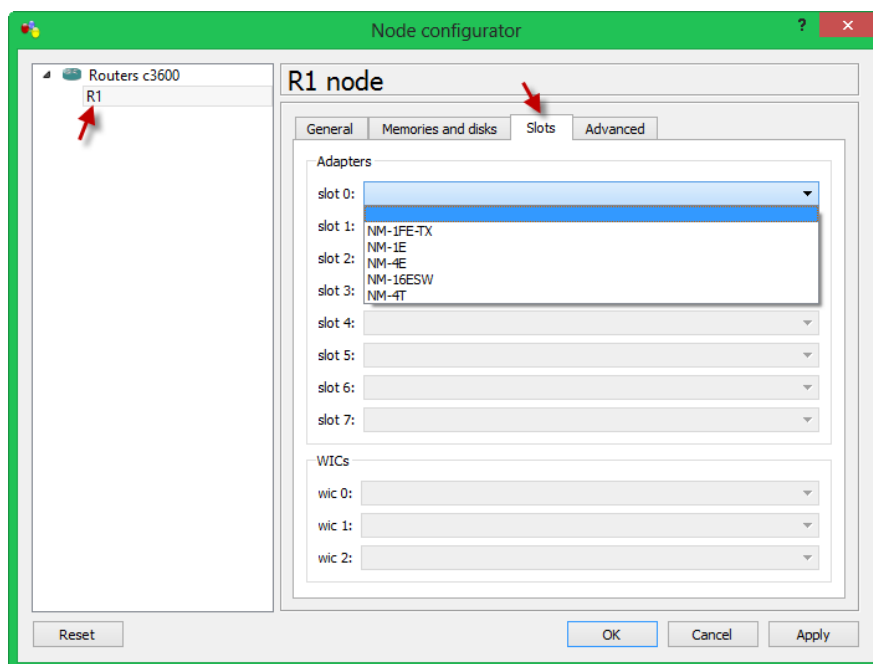 Node configurator
?
Routers c3600
R1
R1 node
General Memories and disks Slots Advanced
Adapters
slot 0:
slot 1:
NM-1FE-TX
NM-1E
slot 2:
NM-4E
NM-16ESW
slot 3:
NM-4T
slot 4:
slot 5:
slot 6:
slot 7:
WICs
wic 0:
wic 1:
wic 2:
Reset OK Cancel Apply